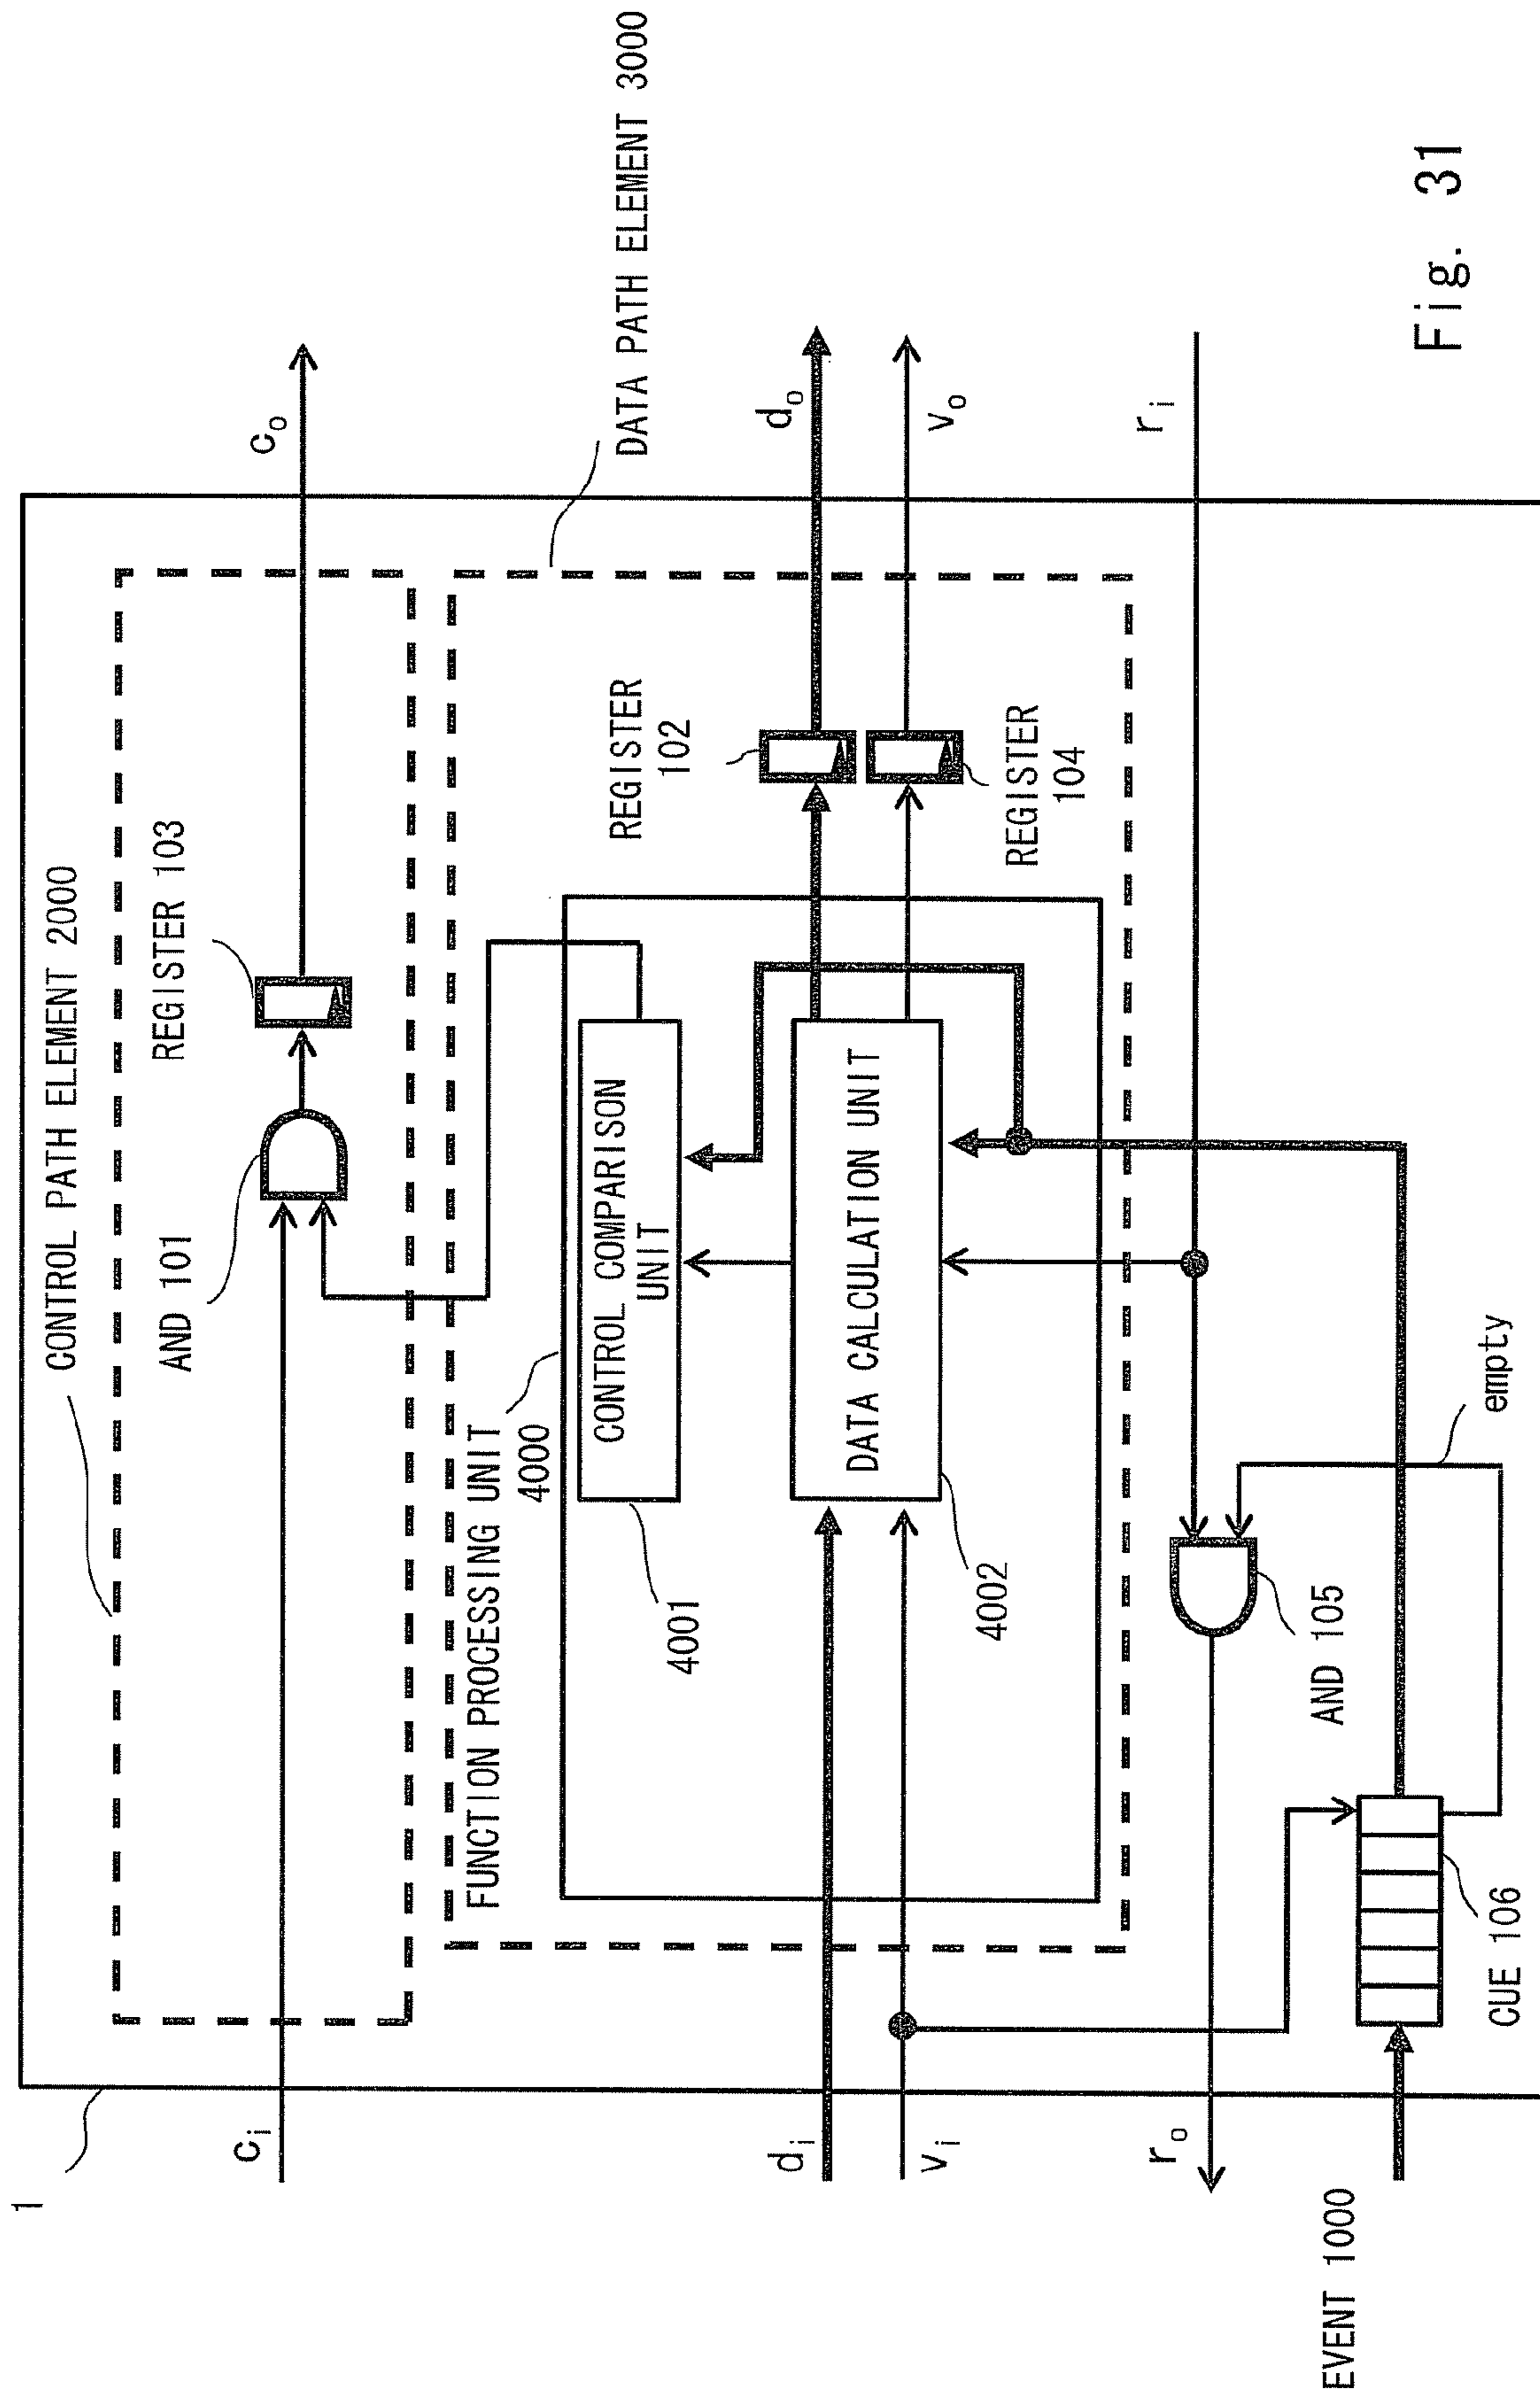 1
CONTROL PATH ELEMENT 2000
AND 101
REGISTER 103
ci
co
FUNCTION PROCESSING UNIT
4000
DATA PATH ELEMENT 3000
CONTROL COMPARISON
UNIT
4001
REGISTER
102
di
DATA CALCULATION UNIT
do
vi
vo
4002
REGISTER
104
ro
ri
AND 105
EVENT 1000
CUE 106
empty
Fig. 31